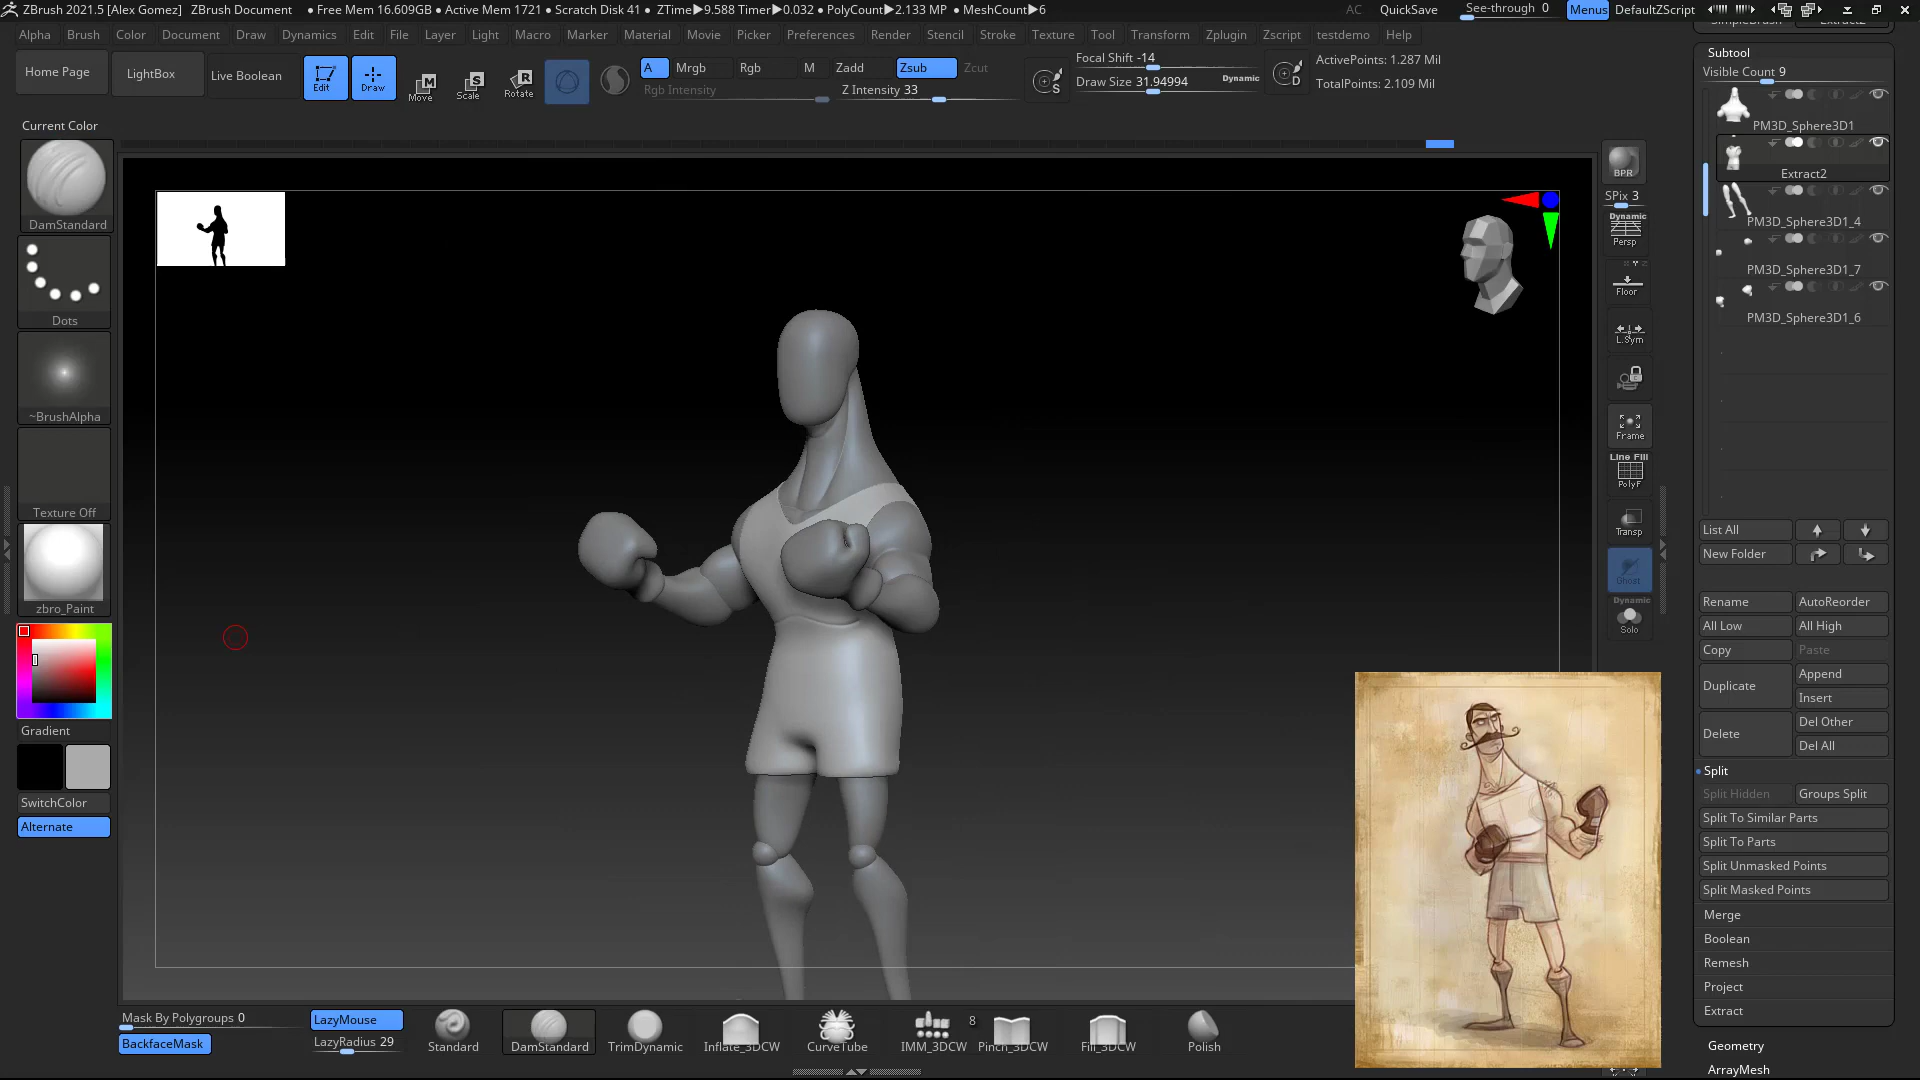 ZBrush 2021.5 [Alex Gomez] ZBrush Document • Free Mem 16.609GB • Active Mem 1721 • Scratch Disk 41 • ZTime▶9.588 Timer▶0.032 • PolyCount▶2.133 MP • MeshCount▶6 AC QuickSave See-through 0 Menus DefaultZScript
Alpha Brush Color Document Draw Dynamics Edit File Layer Light Macro Marker Material Movie Picker Preferences Render Stencil Stroke Texture Tool Transform Zplugin Zscript testdemo Help
Home Page LightBox Live Boolean Edit Draw Move Scale Rotate
A Mrgb Rgb M Zadd Zsub Zcut
Rgb Intensity Z Intensity 33
Focal Shift -14
Draw Size 31.94994 Dynamic
S D
ActivePoints: 1.287 Mil
TotalPoints: 2.109 Mil
Current Color
DamStandard
Dots
~BrushAlpha
Texture Off
zbro_Paint
Gradient
SwitchColor
Alternate
BPR
SPix 3
Dynamic
Persp
Floor
L.Sym
Frame
Line Fill
PolyF
Transp
Ghost
Dynamic
Solo
Subtool
Visible Count 9
PM3D_Sphere3D1
Extract2
PM3D_Sphere3D1_4
PM3D_Sphere3D1_7
PM3D_Sphere3D1_6
List All
New Folder
Rename AutoReorder
All Low All High
Copy Paste
Duplicate Append
Insert
Delete Del Other
Del All
Split
Split Hidden Groups Split
Split To Similar Parts
Split To Parts
Split Unmasked Points
Split Masked Points
Merge
Boolean
Remesh
Project
Extract
Geometry
ArrayMesh
Mask By Polygroups 0
BackfaceMask
LazyMouse
LazyRadius 29
Standard DamStandard TrimDynamic Inflate_3DCW CurveTube IMM_3DCW 8 Pinch_3DCW Fill_3DCW Polish